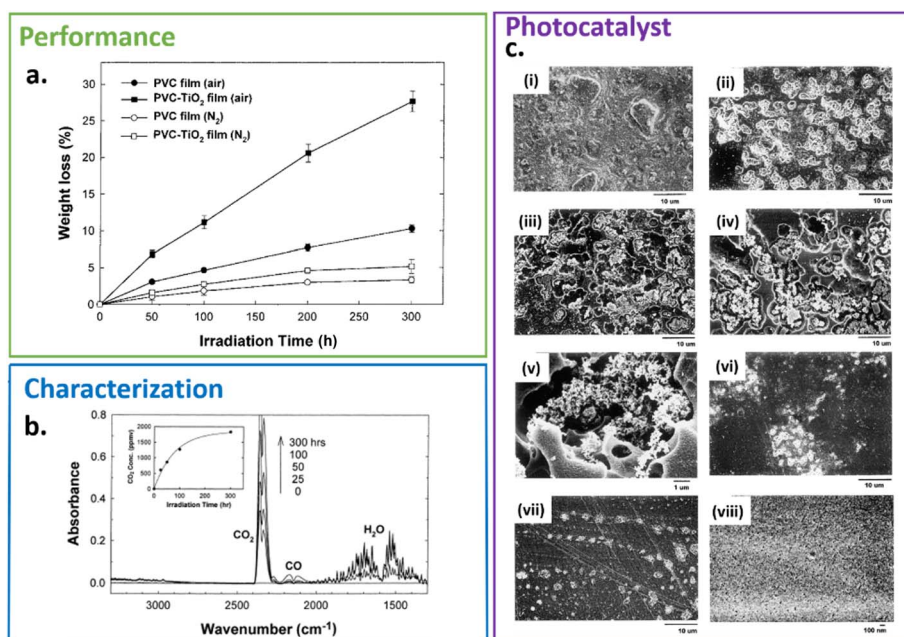 Performance
a.
PVC film (air)
PVC-TiO2 film (air)
PVC film (N2)
PVC-TiO2 film (N2)
Weight loss (%)
30
25
20
15
10
5
0
0 50 100 150 200 250 300
Irradiation Time (h)
Characterization
b.
Absorbance
0.8
0.6
0.4
0.2
0.0
CO2 Conc. (ppmv)
2000
1500
1000
500
0
0 100 200 300
Irradiation Time (hr)
300 hrs
100
50
25
0
CO2
CO
H2O
3000 2500 2000 1500
Wavenumber (cm-1)
Photocatalyst
c.
(i)
10 um
(ii)
10 um
(iii)
10 um
(iv)
10 um
(v)
1 um
(vi)
10 um
(vii)
10 um
(viii)
100 nm